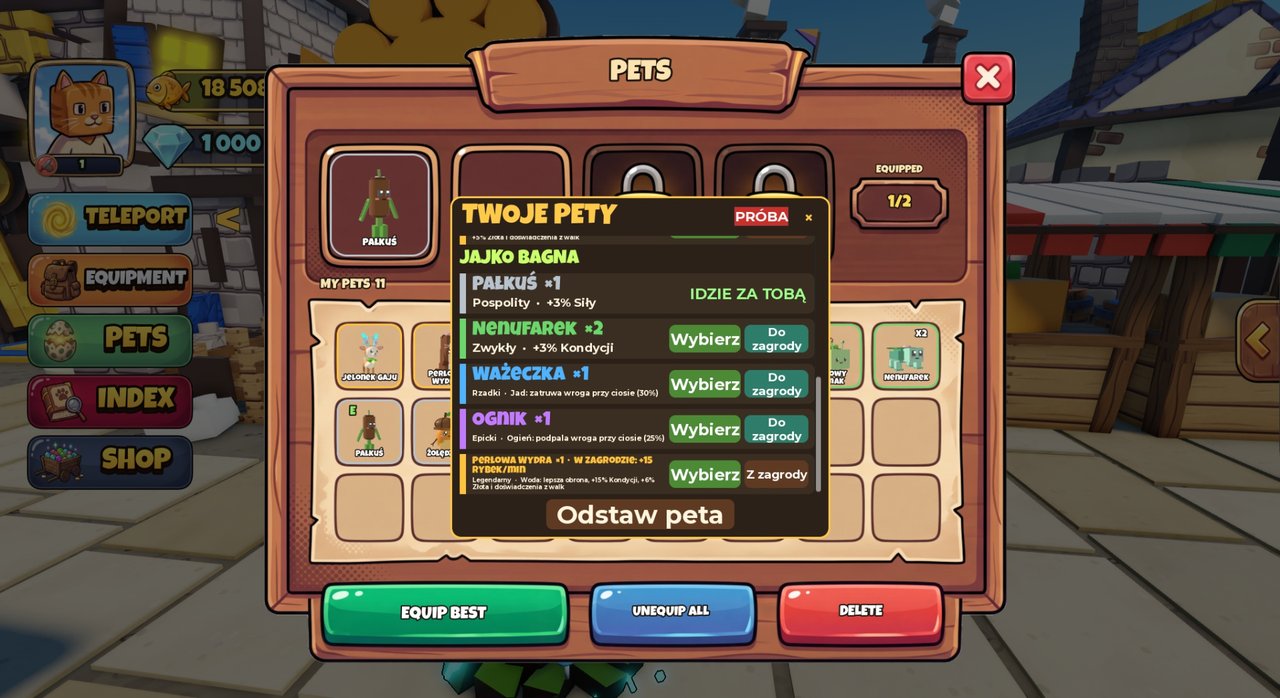 PETS
18 508
1 000
1
TELEPORT
EQUIPMENT
PETS
INDEX
SHOP
PAŁKUŚ
EQUIPPED
1/2
MY PETS 11
TWOJE PETY
PRÓBA
×
+5% Złota i doświadczenia z walk
JAJKO BAGNA
PAŁKUŚ ×1
Pospolity · +3% Siły
IDZIE ZA TOBĄ
NENUFAREK ×2
Zwykły · +3% Kondycji
Wybierz
Do zagrody
WAŻECZKA ×1
Rzadki · Jad: zatruwa wroga przy ciosie (30%)
Wybierz
Do zagrody
OGNIK ×1
Epicki · Ogień: podpala wroga przy ciosie (25%)
Wybierz
Do zagrody
PERŁOWA WYDRA ×1 · W ZAGRODZIE: +15 RYBEK/MIN
Legendarny · Woda: lepsza obrona, +15% Kondycji, +6% Złota i doświadczenia z walk
Wybierz
Z zagrody
Odstaw peta
JELONEK GAJU
X2
NENUFAREK
E
PAŁKUŚ
EQUIP BEST
UNEQUIP ALL
DELETE